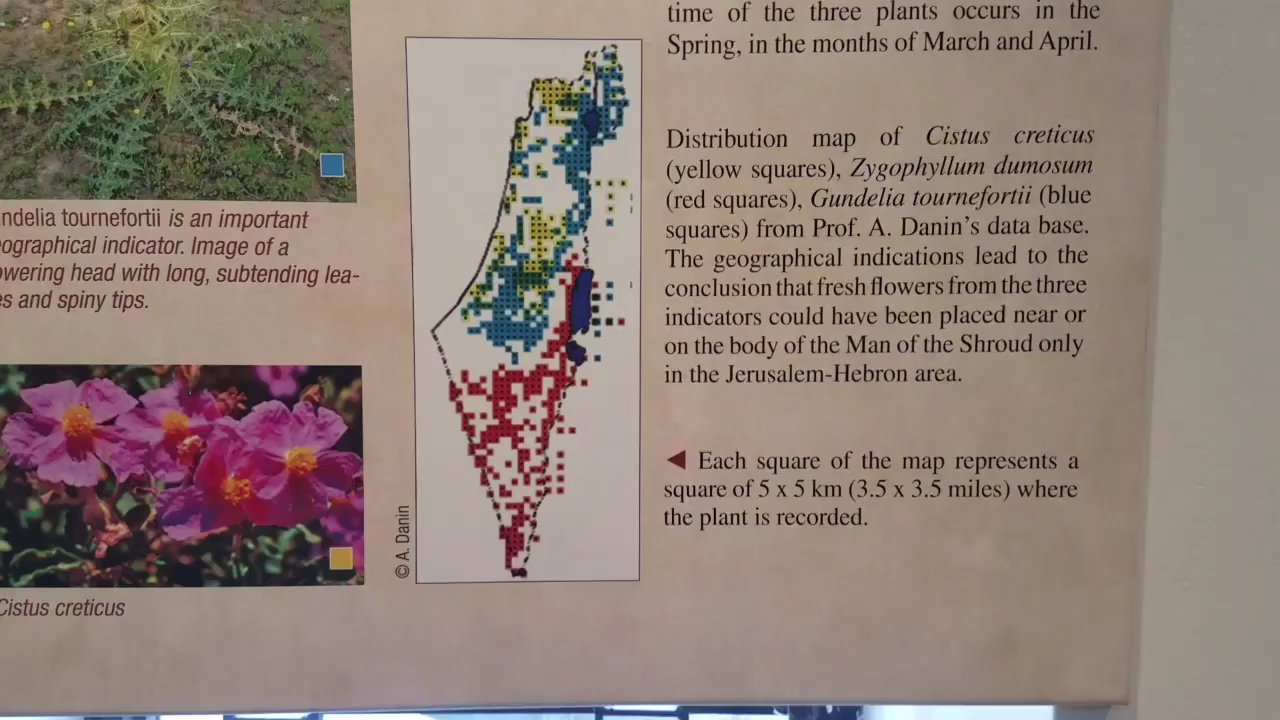 time of the three plants occurs in the
Spring, in the months of March and April.
Distribution map of Cistus creticus
(yellow squares), Zygophyllum dumosum
(red squares), Gundelia tournefortii (blue
squares) from Prof. A. Danin's data base.
The geographical indications lead to the
conclusion that fresh flowers from the three
indicators could have been placed near or
on the body of the Man of the Shroud only
in the Jerusalem-Hebron area.
◀ Each square of the map represents a
square of 5 x 5 km (3.5 x 3.5 miles) where
the plant is recorded.
ndelia tournefortii is an important
ographical indicator. Image of a
owering head with long, subtending lea-
es and spiny tips.
Cistus creticus
© A. Danin